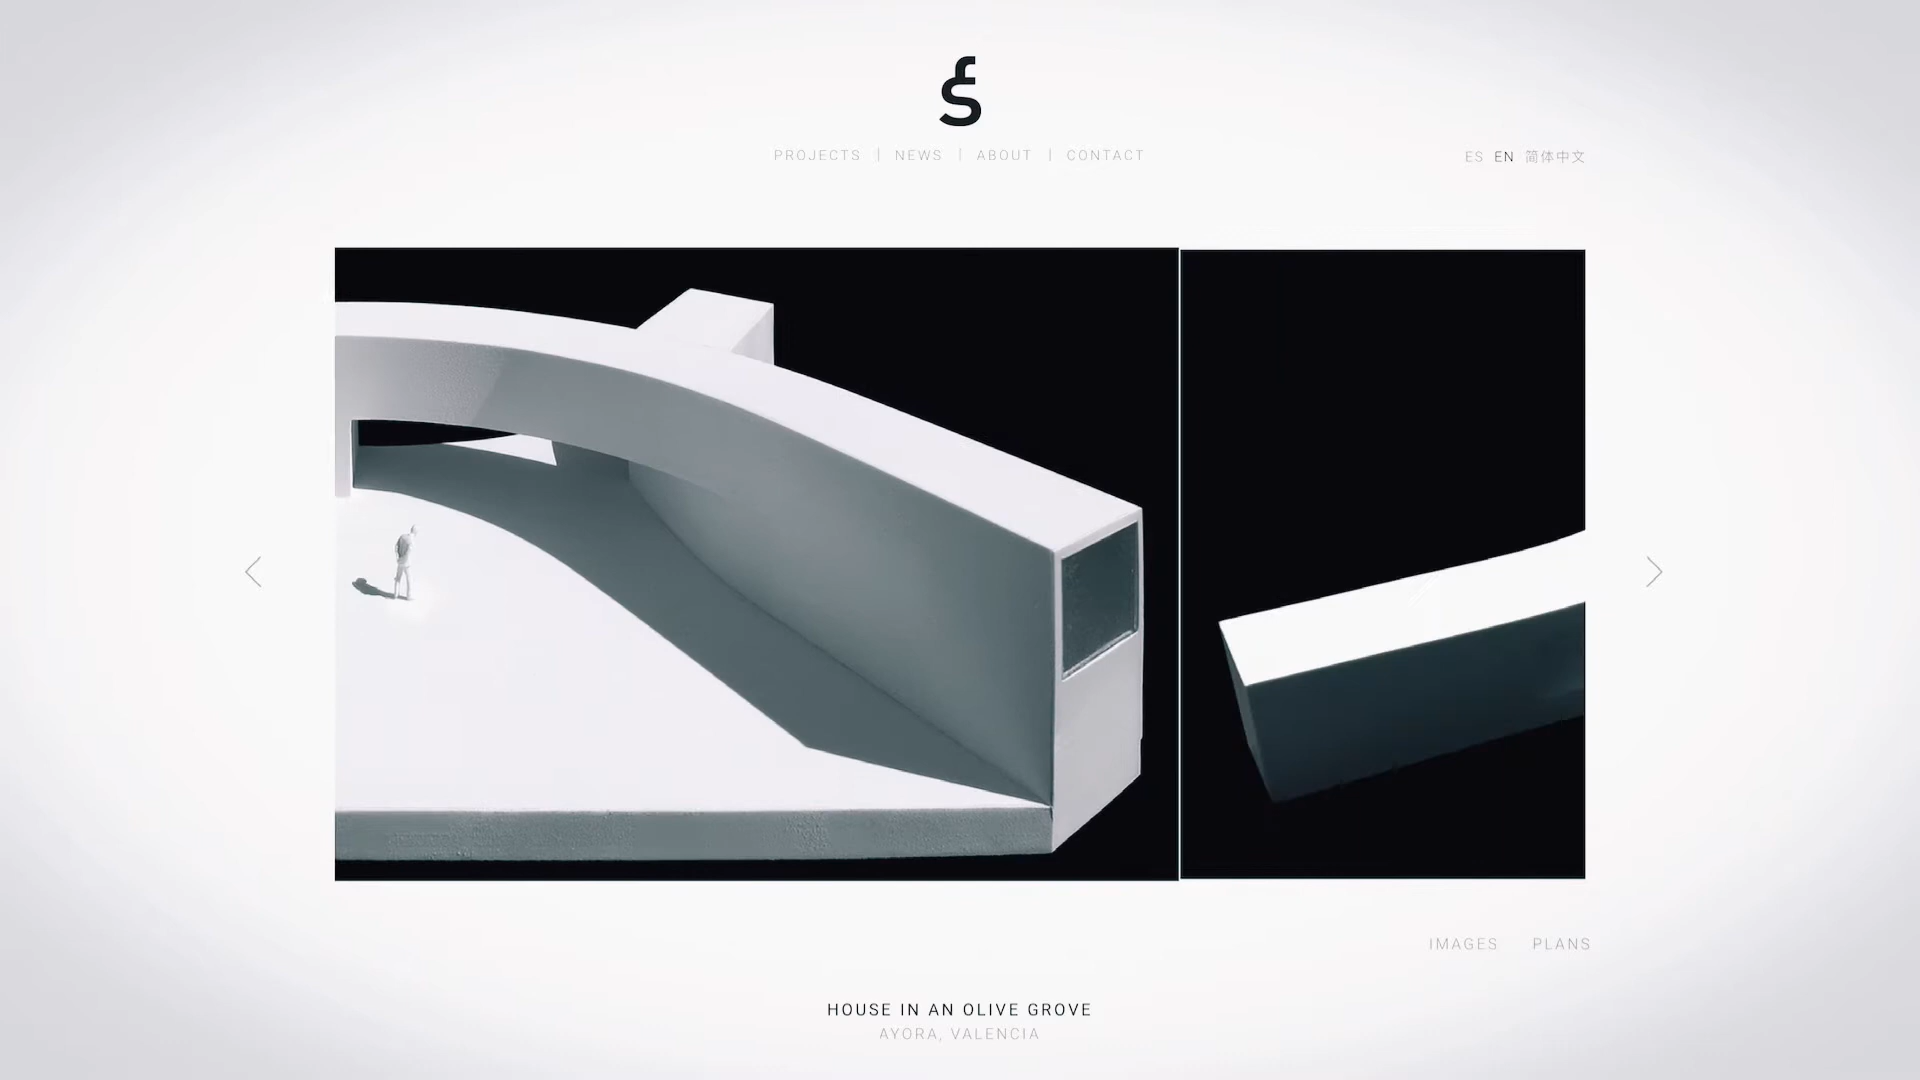 PROJECTS | NEWS | ABOUT | CONTACT
ES EN 简体中文
IMAGES PLANS
HOUSE IN AN OLIVE GROVE
AYORA, VALENCIA